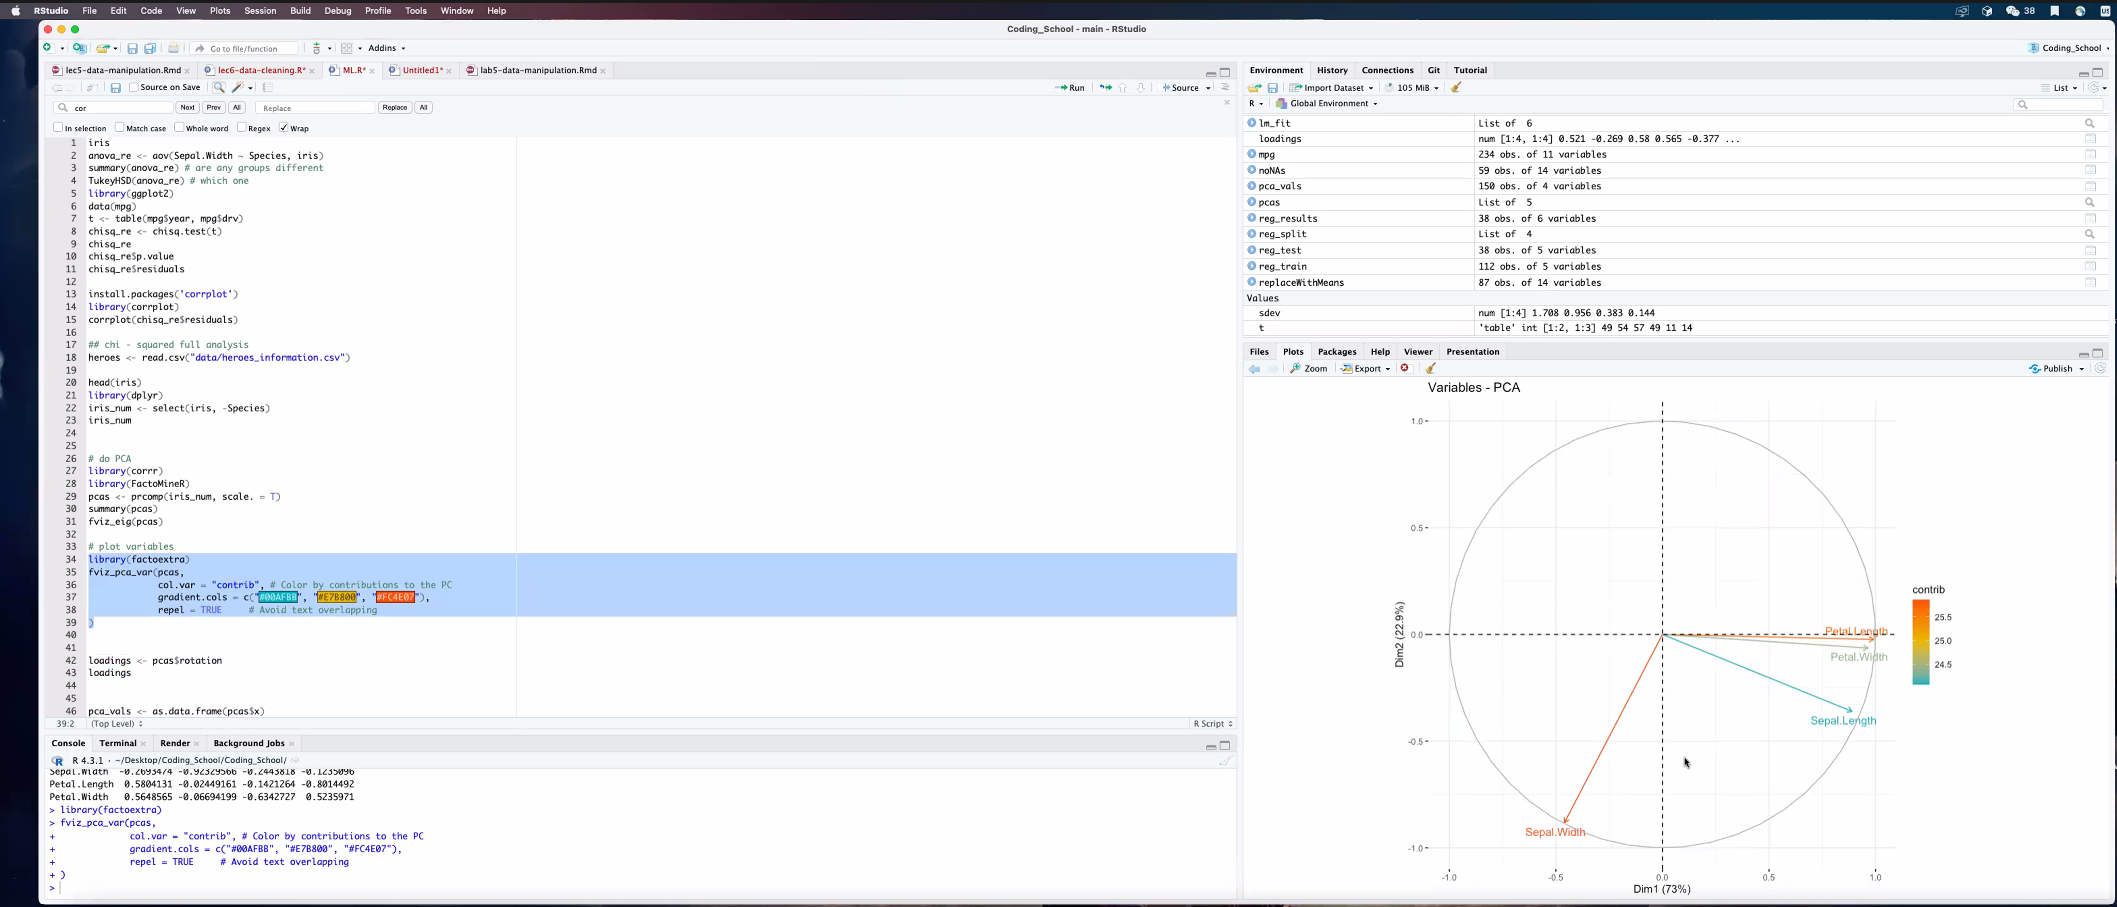 RStudio File Edit Code View Plots Session Build Debug Profile Tools Window Help 38 US
Coding_School - main - RStudio
Go to file/function Addins Coding_School
lec5-data-manipulation.Rmd lec6-data-cleaning.R* ML.R* Untitled1* lab5-data-manipulation.Rmd
Source on Save Run Source
cor Next Prev All Replace Replace All
In selection Match case Whole word Regex Wrap
1 iris
2 anova_re <- aov(Sepal.Width ~ Species, iris)
3 summary(anova_re) # are any groups different
4 TukeyHSD(anova_re) # which one
5 library(ggplot2)
6 data(mpg)
7 t <- table(mpg$year, mpg$drv)
8 chisq_re <- chisq.test(t)
9 chisq_re
10 chisq_re$p.value
11 chisq_re$residuals
12
13 install.packages('corrplot')
14 library(corrplot)
15 corrplot(chisq_re$residuals)
16
17 ## chi - squared full analysis
18 heroes <- read.csv("data/heroes_information.csv")
19
20 head(iris)
21 library(dplyr)
22 iris_num <- select(iris, -Species)
23 iris_num
24
25
26 # do PCA
27 library(corrr)
28 library(FactoMineR)
29 pcas <- prcomp(iris_num, scale. = T)
30 summary(pcas)
31 fviz_eig(pcas)
32
33 # plot variables
34 library(factoextra)
35 fviz_pca_var(pcas,
36 col.var = "contrib", # Color by contributions to the PC
37 gradient.cols = c("#00AFBB", "#E7B800", "#FC4E07"),
38 repel = TRUE # Avoid text overlapping
39 )
40
41
42 loadings <- pcas$rotation
43 loadings
44
45
46 pca_vals <- as.data.frame(pcas$x)
39:2 (Top Level) R Script
Console Terminal Render Background Jobs
R 4.3.1 · ~/Desktop/Coding_School/Coding_School/
Sepal.Width -0.2693474 -0.92329566 -0.2443818 -0.1235096
Petal.Length 0.5804131 -0.02449161 -0.1421264 -0.8014492
Petal.Width 0.5648565 -0.06694199 -0.6342727 0.5235971
> library(factoextra)
> fviz_pca_var(pcas,
+ col.var = "contrib", # Color by contributions to the PC
+ gradient.cols = c("#00AFBB", "#E7B800", "#FC4E07"),
+ repel = TRUE # Avoid text overlapping
+ )
>
Environment History Connections Git Tutorial
Import Dataset 105 MiB List
R Global Environment
lm_fit List of 6
loadings num [1:4, 1:4] 0.521 -0.269 0.58 0.565 -0.377 ...
mpg 234 obs. of 11 variables
noNAs 59 obs. of 14 variables
pca_vals 150 obs. of 4 variables
pcas List of 5
reg_results 38 obs. of 6 variables
reg_split List of 4
reg_test 38 obs. of 5 variables
reg_train 112 obs. of 5 variables
replaceWithMeans 87 obs. of 14 variables
Values
sdev num [1:4] 1.708 0.956 0.383 0.144
t 'table' int [1:2, 1:3] 49 54 57 49 11 14
Files Plots Packages Help Viewer Presentation
Zoom Export Publish
Variables - PCA
1.0
0.5
0.0
-0.5
-1.0
Dim2 (22.9%)
Petal.Length
Petal.Width
Sepal.Length
Sepal.Width
contrib
25.5
25.0
24.5
-1.0 -0.5 0.0 0.5 1.0
Dim1 (73%)